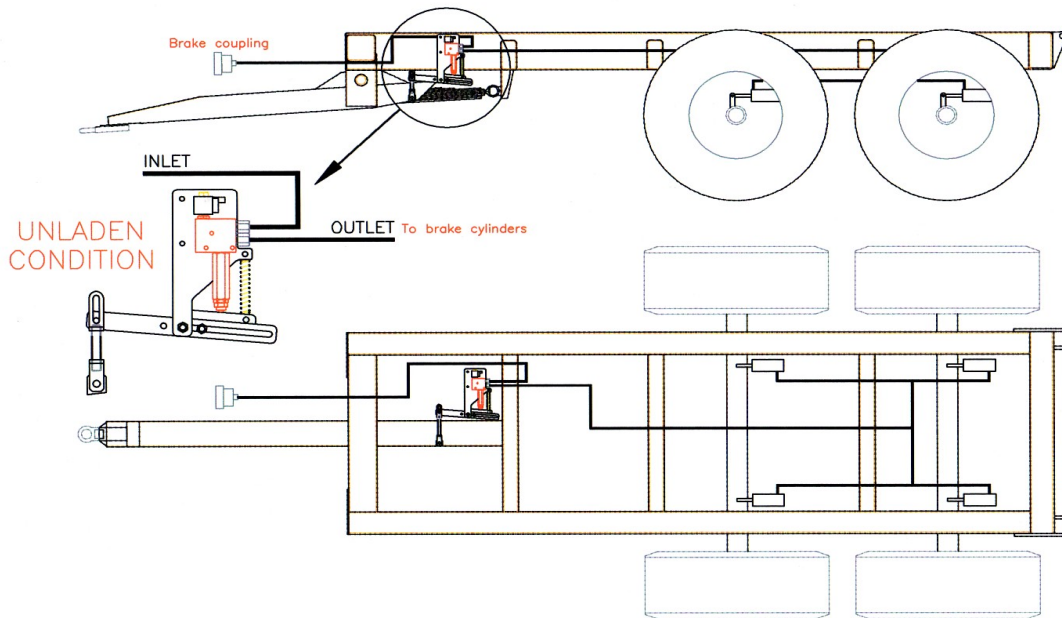 Brake coupling
INLET
OUTLET To brake cylinders
UNLADEN
CONDITION